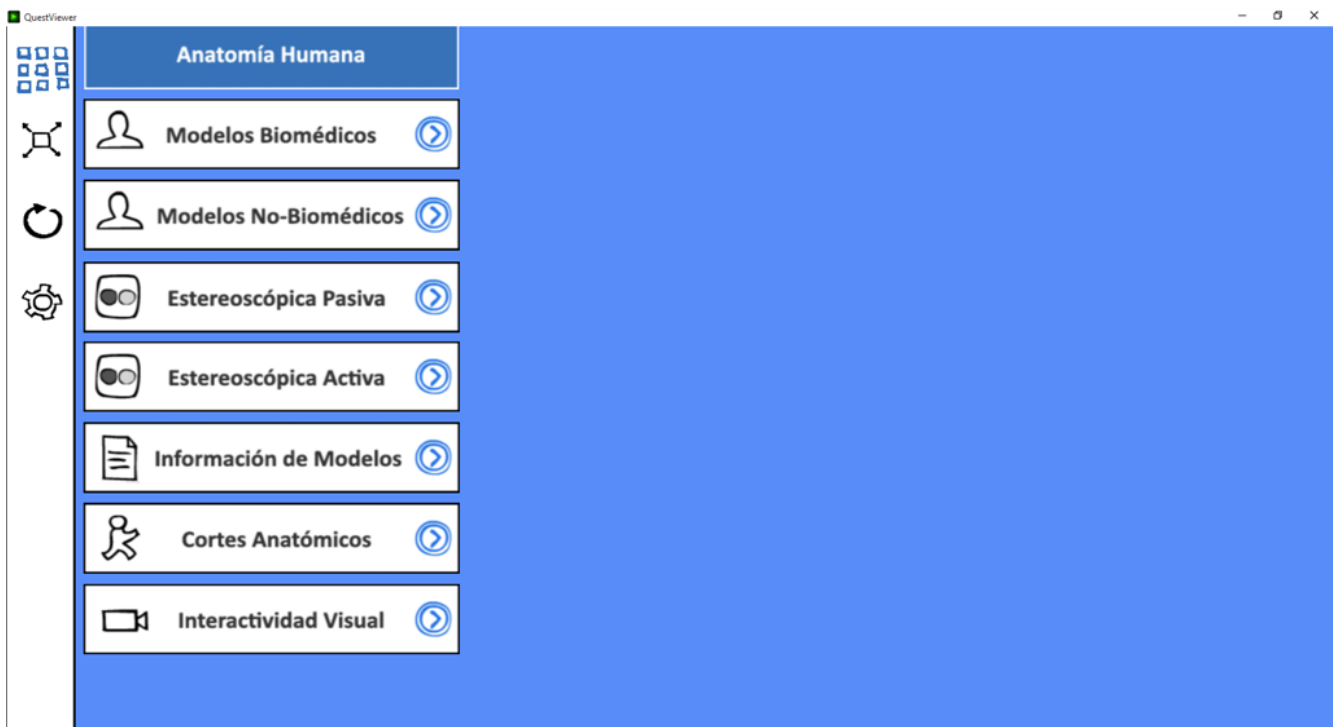 QuestViewer
Anatomía Humana
Modelos Biomédicos
Modelos No-Biomédicos
Estereoscópica Pasiva
Estereoscópica Activa
Información de Modelos
Cortes Anatómicos
Interactividad Visual